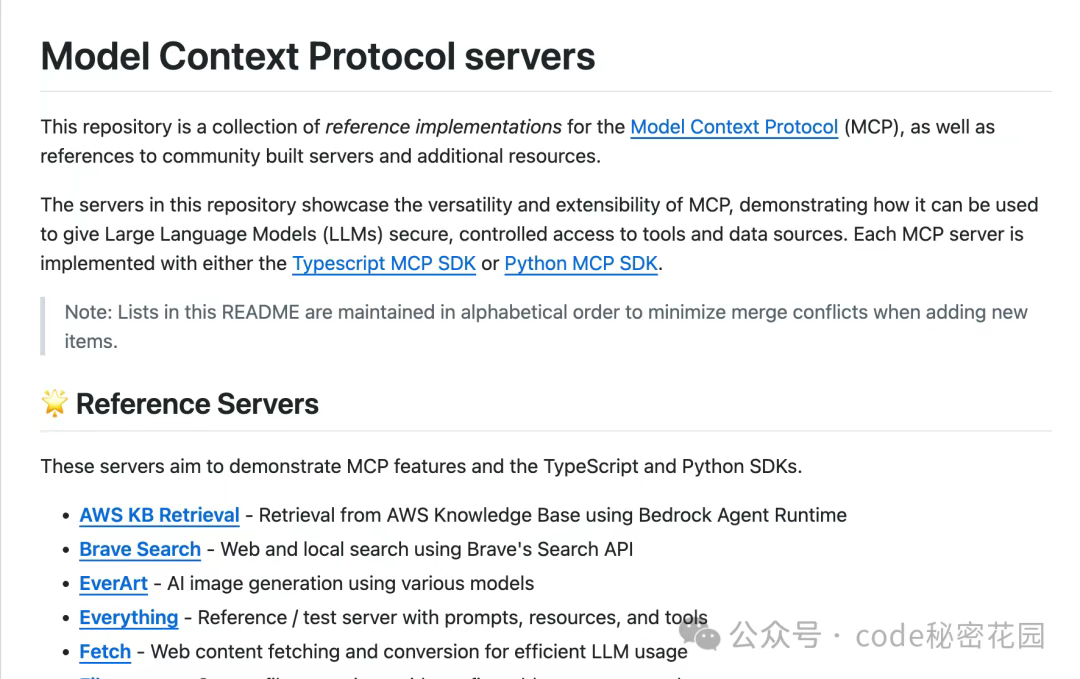 Model Context Protocol servers
This repository is a collection of reference implementations for the Model Context Protocol (MCP), as well as
references to community built servers and additional resources.
The servers in this repository showcase the versatility and extensibility of MCP, demonstrating how it can be used
to give Large Language Models (LLMs) secure, controlled access to tools and data sources. Each MCP server is
implemented with either the Typescript MCP SDK or Python MCP SDK.
Note: Lists in this README are maintained in alphabetical order to minimize merge conflicts when adding new
items.
🌟 Reference Servers
These servers aim to demonstrate MCP features and the TypeScript and Python SDKs.
• AWS KB Retrieval - Retrieval from AWS Knowledge Base using Bedrock Agent Runtime
• Brave Search - Web and local search using Brave's Search API
• EverArt - AI image generation using various models
• Everything - Reference / test server with prompts, resources, and tools
• Fetch - Web content fetching and conversion for efficient LLM usage
公众号 · code秘密花园